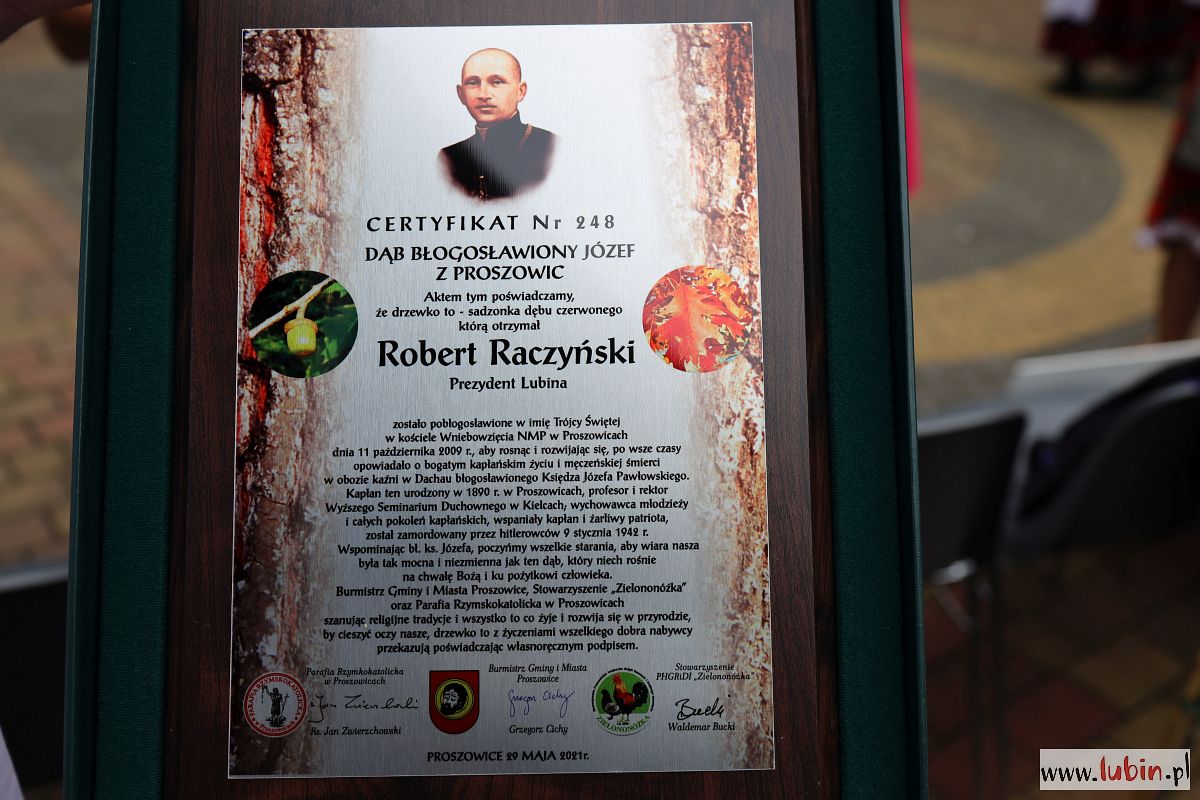 CERTYFIKAT Nr 248
DĄB BŁOGOSŁAWIONY JÓZEF
Z PROSZOWIC
Aktem tym poświadczamy,
że drzewko to - sadzonka dębu czerwonego
którą otrzymał
Robert Raczyński
Prezydent Lubina
zostało pobłogosławione w imię Trójcy Świętej
w kościele Wniebowzięcia NMP w Proszowicach
dnia 11 października 2009 r., aby rosnąc i rozwijając się, po wsze czasy
opowiadało o bogatym kapłańskim życiu i męczeńskiej śmierci
w obozie kaźni w Dachau błogosławionego Księdza Józefa Pawłowskiego.
Kapłan ten urodzony w 1890 r. w Proszowicach, profesor i rektor
Wyższego Seminarium Duchownego w Kielcach, wychowawca młodzieży
i całych pokoleń kapłańskich, wspaniały kapłan i żarliwy patriota,
został zamordowany przez hitlerowców 9 stycznia 1942 r.
Wspominając bł. ks. Józefa, poczyńmy wszelkie starania, aby wiara nasza
była tak mocna i niezmienna jak ten dąb, który niech rośnie
na chwałę Bożą i ku pożytkowi człowieka.
Burmistrz Gminy i Miasta Proszowice, Stowarzyszenie „Zielononóżka"
oraz Parafia Rzymskokatolicka w Proszowicach
szanując religijne tradycje i wszystko to co żyje i rozwija się w przyrodzie,
by cieszyć oczy nasze, drzewko to z życzeniami wszelkiego dobra nabywcy
przekazują poświadczając własnoręcznym podpisem.
Parafia Rzymkokatolicka
w Proszowicach
Ks. Jan Zwierzchowski
Burmistrz Gminy i Miasta
Proszowice
Grzegorz Cichy
Grzegorz Cichy
ZIELONONÓŻKA
Stowarzyszenie
PHGRiDI „Zielononóżka"
Bucki
Waldemar Bucki
PROSZOWICE 29 MAJA 2021r.
www.lubin.pl